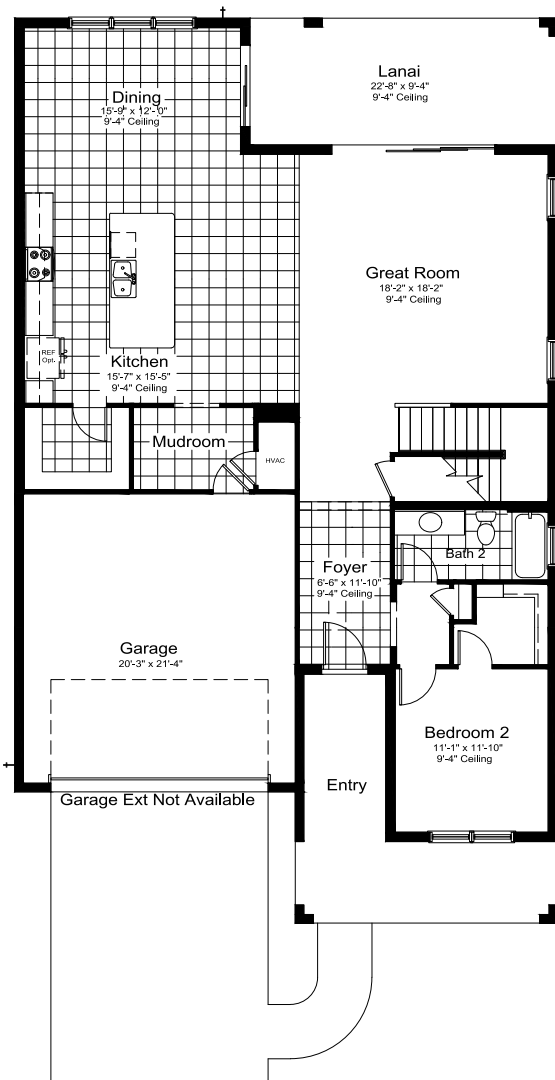 Lanai
22'-8" x 9'-4"
9'-4" Ceiling
Dining
15'-9" x 12'-0"
9'-4" Ceiling
Great Room
18'-2" x 18'-2"
9'-4" Ceiling
REF
Opt.
Kitchen
15'-7" x 15'-5"
9'-4" Ceiling
Mudroom
HVAC
Bath 2
Foyer
6'-6" x 11'-10"
9'-4" Ceiling
Garage
20'-3" x 21'-4"
Bedroom 2
11'-1" x 11'-10"
9'-4" Ceiling
Entry
Garage Ext Not Available